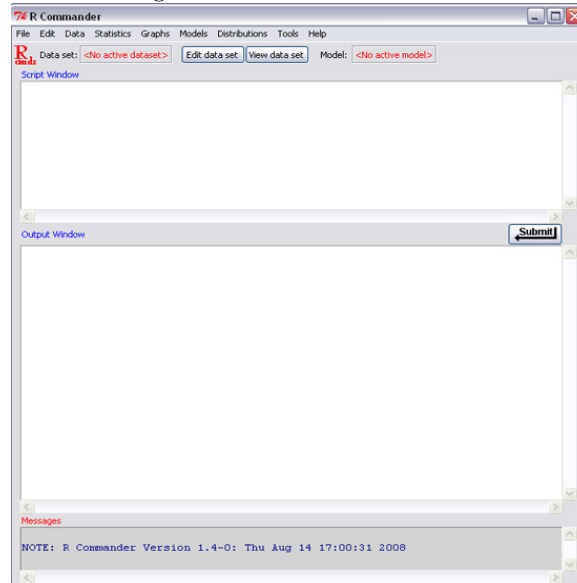 R Commander
File Edit Data Statistics Graphs Models Distributions Tools Help
R cmdr Data set: <No active dataset> Edit data set View data set Model: <No active model>
Script Window
Output Window Submit
Messages
NOTE: R Commander Version 1.4-0: Thu Aug 14 17:00:31 2008